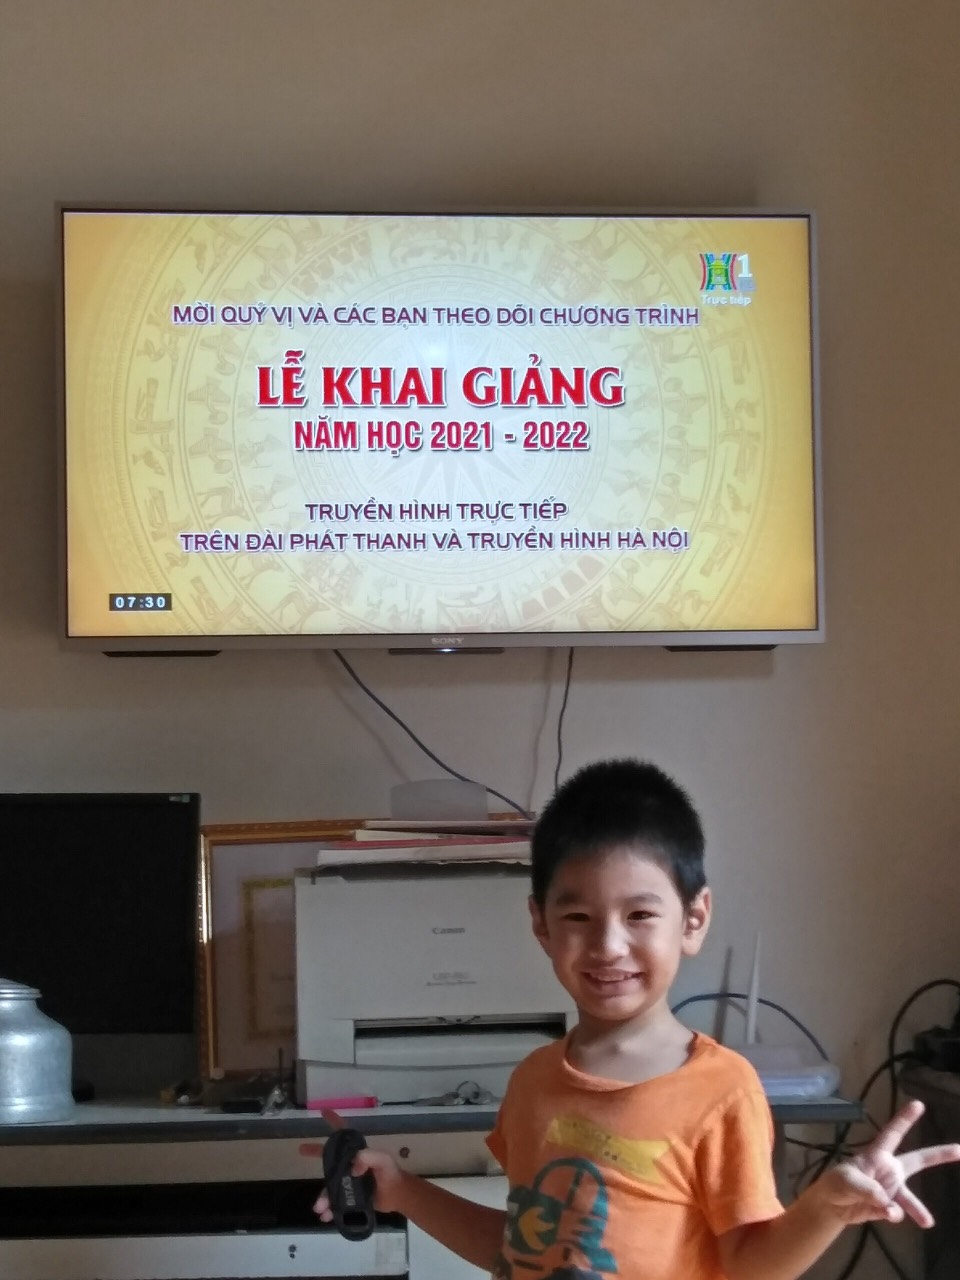 1
Trực tiếp
MỜI QUÝ VỊ VÀ CÁC BẠN THEO DÕI CHƯƠNG TRÌNH
LỄ KHAI GIẢNG
NĂM HỌC 2021 - 2022
TRUYỀN HÌNH TRỰC TIẾP
TRÊN ĐÀI PHÁT THANH VÀ TRUYỀN HÌNH HÀ NỘI
07:30
SONY
Canon